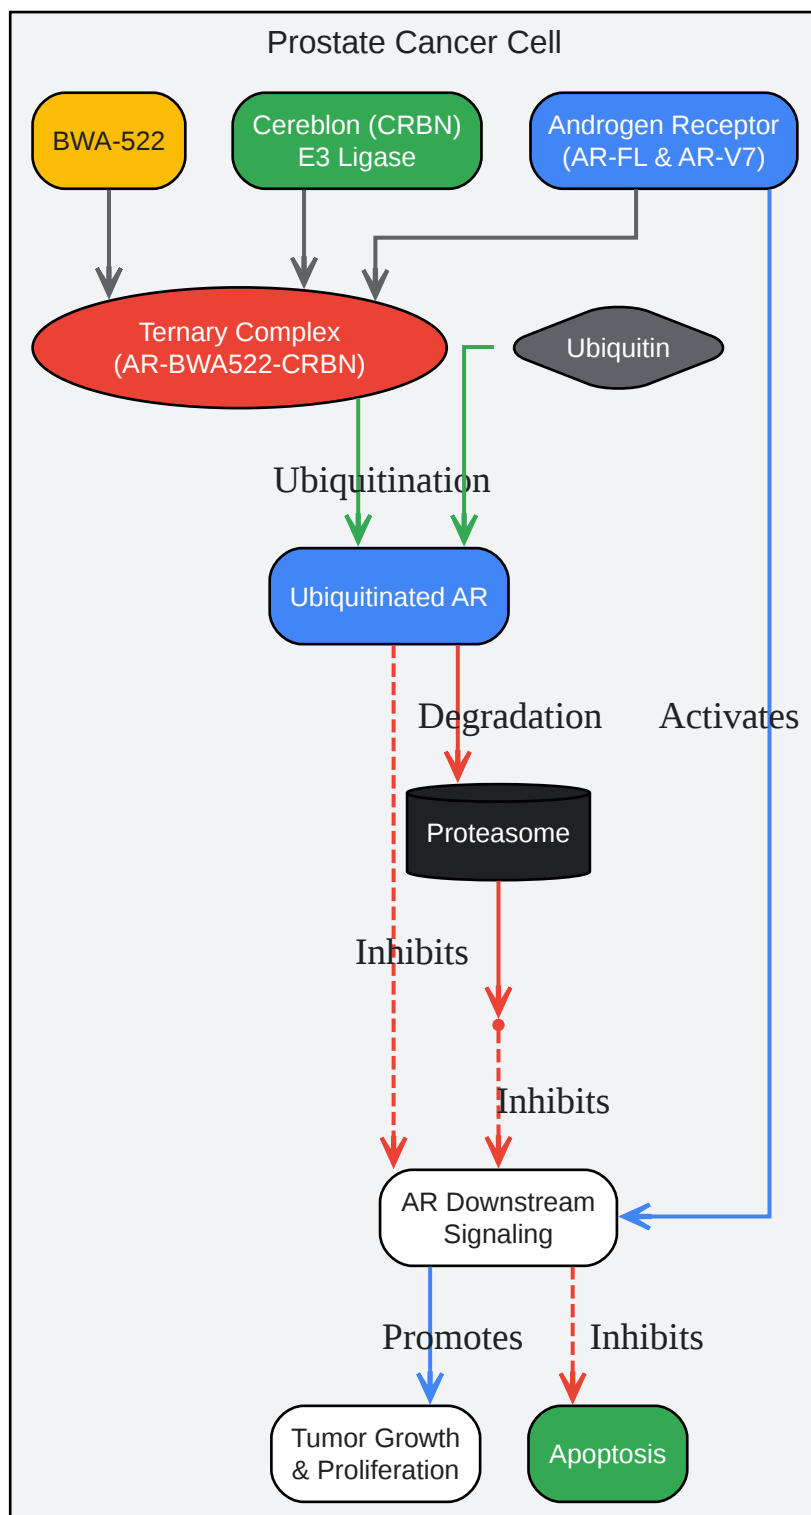 Prostate Cancer Cell
BWA-522
Cereblon (CRBN)
E3 Ligase
Androgen Receptor
(AR-FL & AR-V7)
Ternary Complex
(AR-BWA522-CRBN)
Ubiquitin
Ubiquitination
Ubiquitinated AR
Degradation
Activates
Proteasome
Inhibits
Inhibits
AR Downstream
Signaling
Promotes
Inhibits
Tumor Growth
& Proliferation
Apoptosis